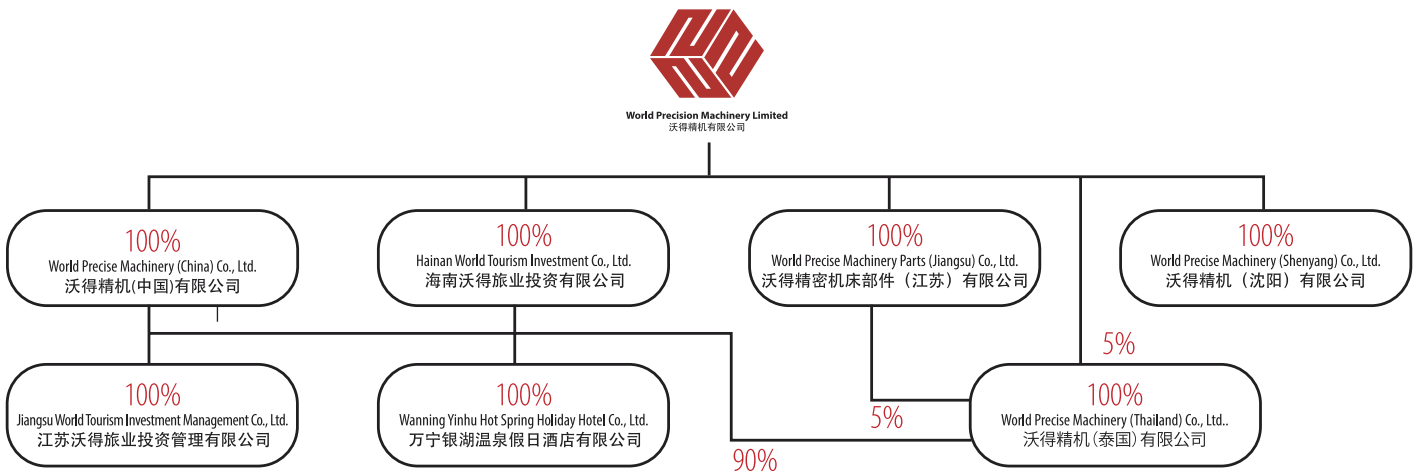 World Precision Machinery Limited
沃得精机有限公司
100%
World Precise Machinery (China) Co., Ltd.
沃得精机(中国)有限公司
100%
Hainan World Tourism Investment Co., Ltd.
海南沃得旅业投资有限公司
100%
World Precise Machinery Parts (Jiangsu) Co., Ltd.
沃得精密机床部件（江苏）有限公司
100%
World Precise Machinery (Shenyang) Co., Ltd.
沃得精机（沈阳）有限公司
5%
100%
Jiangsu World Tourism Investment Management Co., Ltd.
江苏沃得旅业投资管理有限公司
100%
Wanning Yinhu Hot Spring Holiday Hotel Co., Ltd.
万宁银湖温泉假日酒店有限公司
5%
90%
100%
World Precise Machinery (Thailand) Co., Ltd..
沃得精机(泰国)有限公司